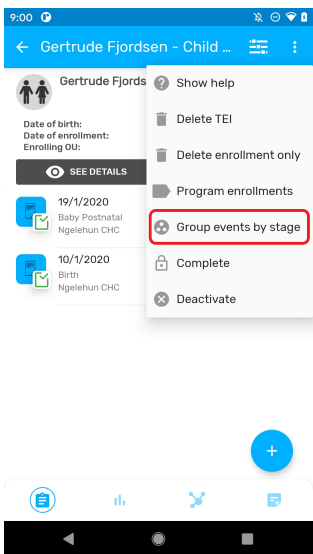 9:00
Gertrude Fjordsen - Child ...
Gertrude Fjords
Show help
Delete TEI
Date of birth:
Date of enrollment:
Enrolling OU:
Delete enrollment only
SEE DETAILS
Program enrollments
19/1/2020
Baby Postnatal
Ngelehun CHC
Group events by stage
10/1/2020
Birth
Ngelehun CHC
Complete
Deactivate